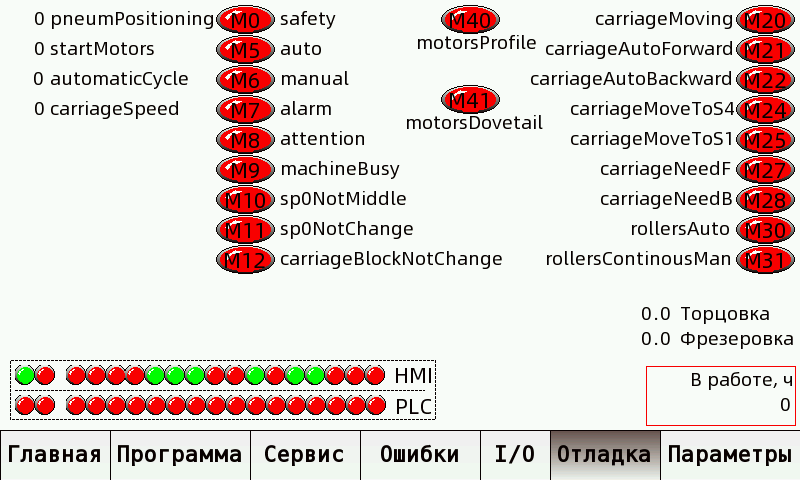 0 pneumPositioning M0 safety M40 carriageMoving M20
motorsProfile
0 startMotors M5 auto carriageAutoForward M21
0 automaticCycle M6 manual carriageAutoBackward M22
0 carriageSpeed M7 alarm M41 carriageMoveToS4 M24
motorsDovetail
M8 attention carriageMoveToS1 M25
M9 machineBusy carriageNeedF M27
M10 sp0NotMiddle carriageNeedB M28
M11 sp0NotChange rollersAuto M30
M12 carriageBlockNotChange rollersContinousMan M31
0.0 Торцовка
0.0 Фрезеровка
HMI
PLC
В работе, ч
0
Главная Программа Сервис Ошибки I/O Отладка Параметры